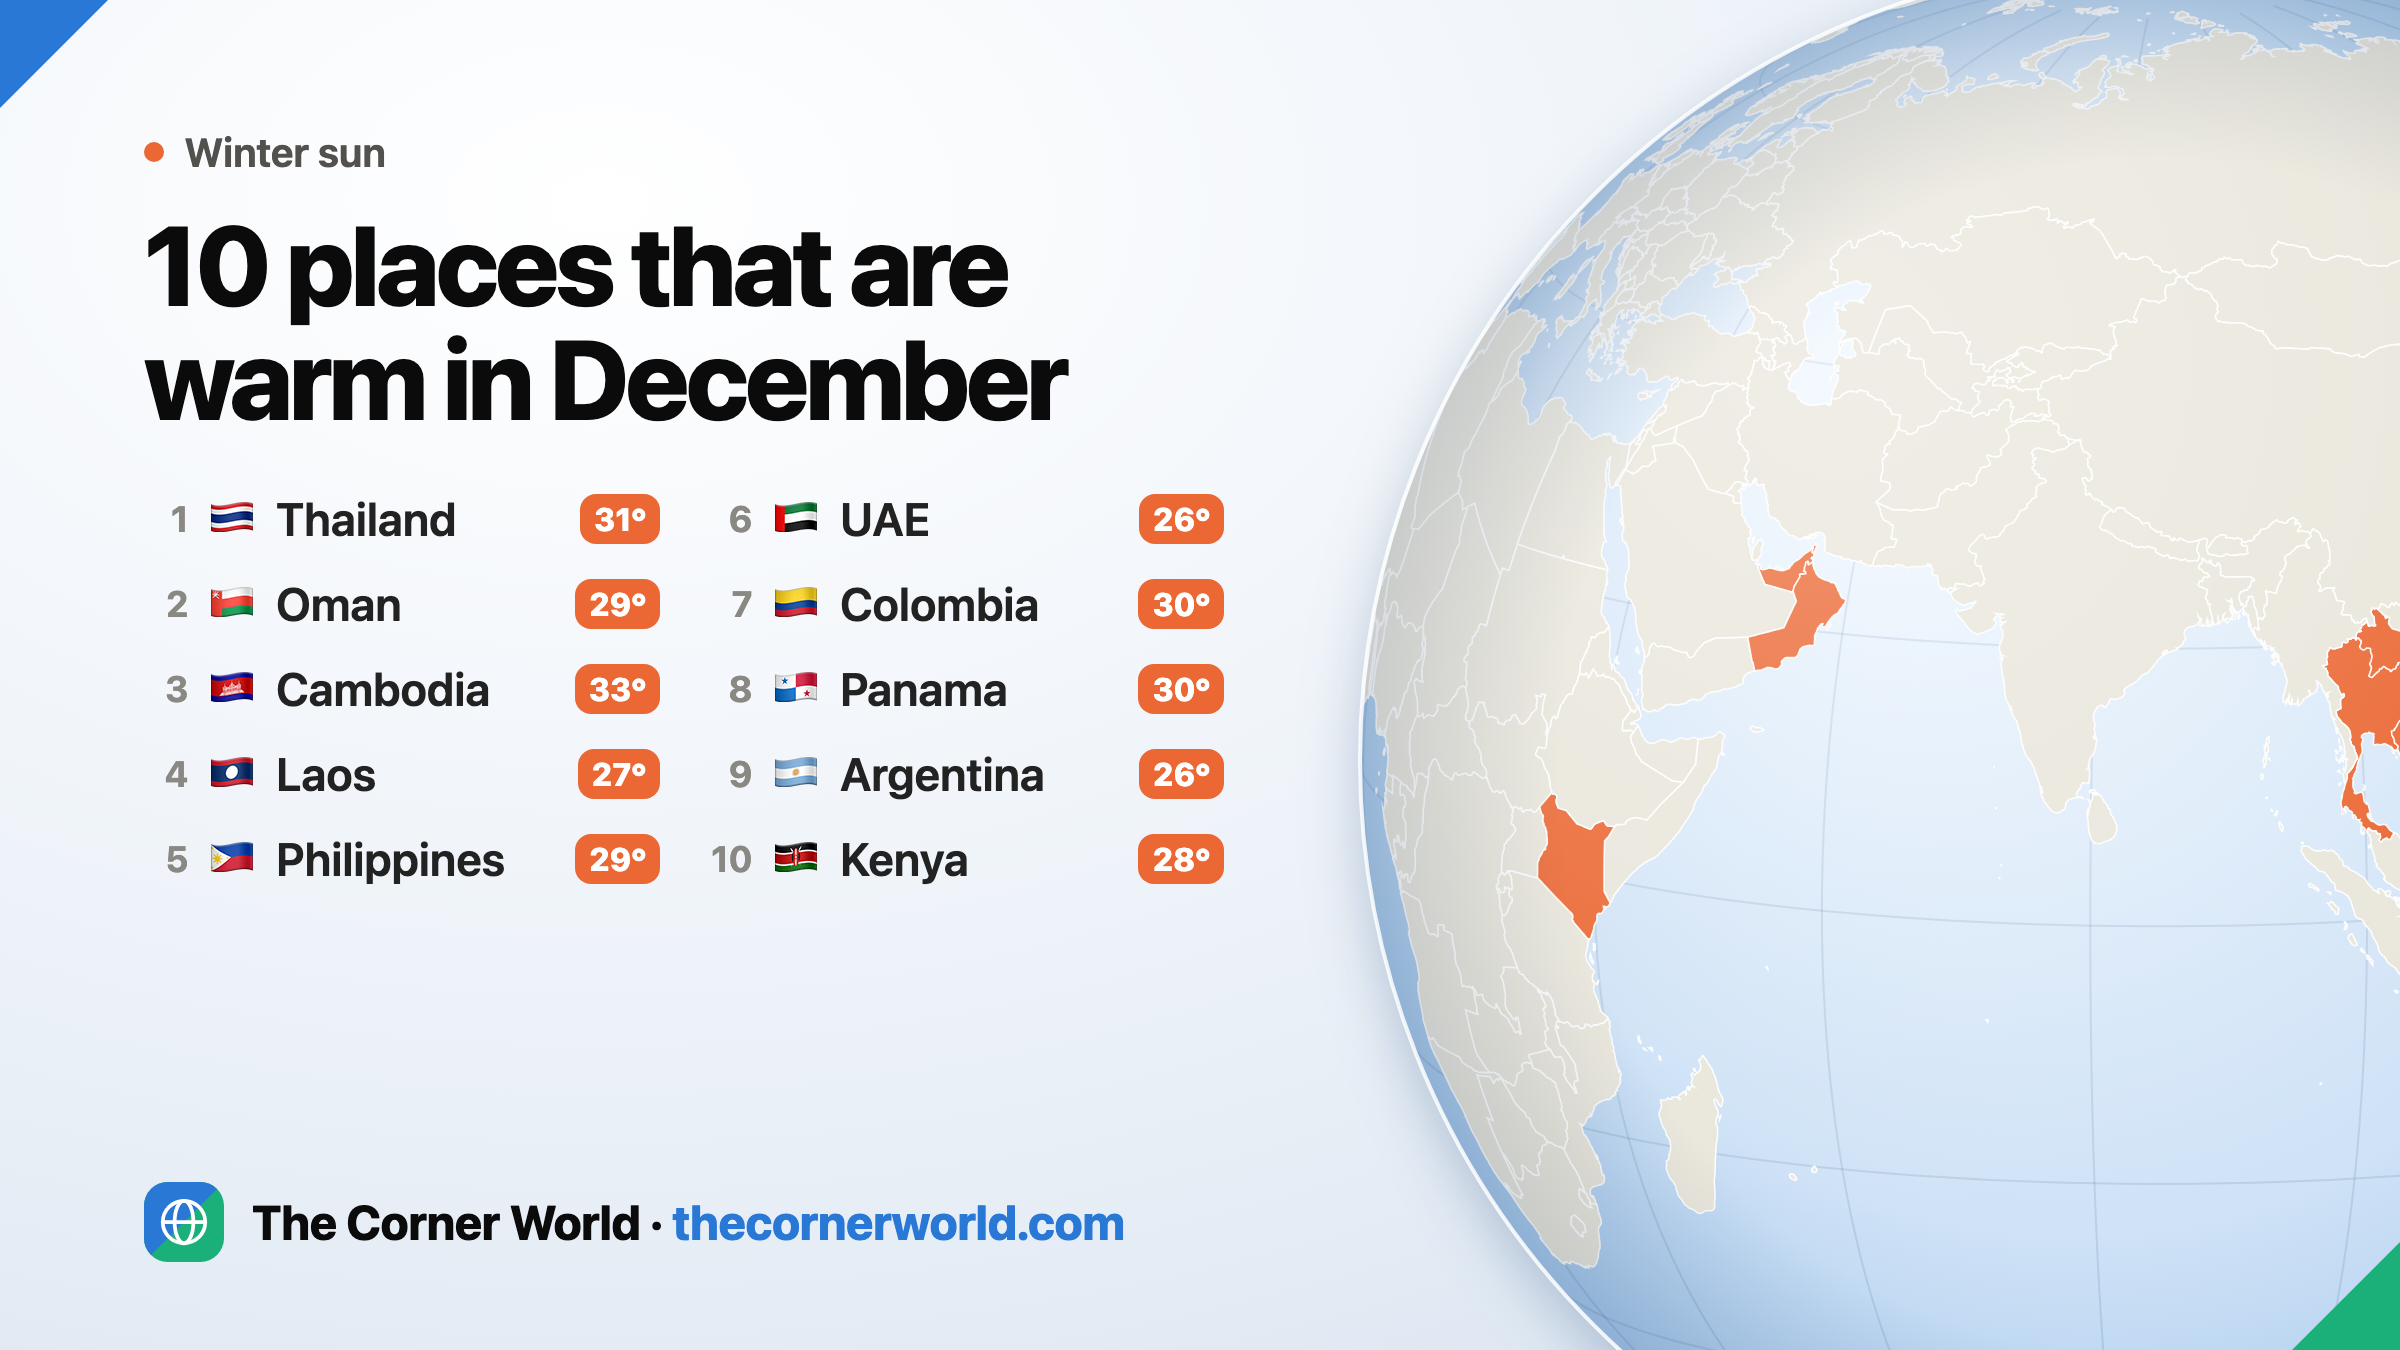 Winter sun
10 places that are
warm in December
1 Thailand 31°
2 Oman 29°
3 Cambodia 33°
4 Laos 27°
5 Philippines 29°
6 UAE 26°
7 Colombia 30°
8 Panama 30°
9 Argentina 26°
10 Kenya 28°
The Corner World · thecornerworld.com